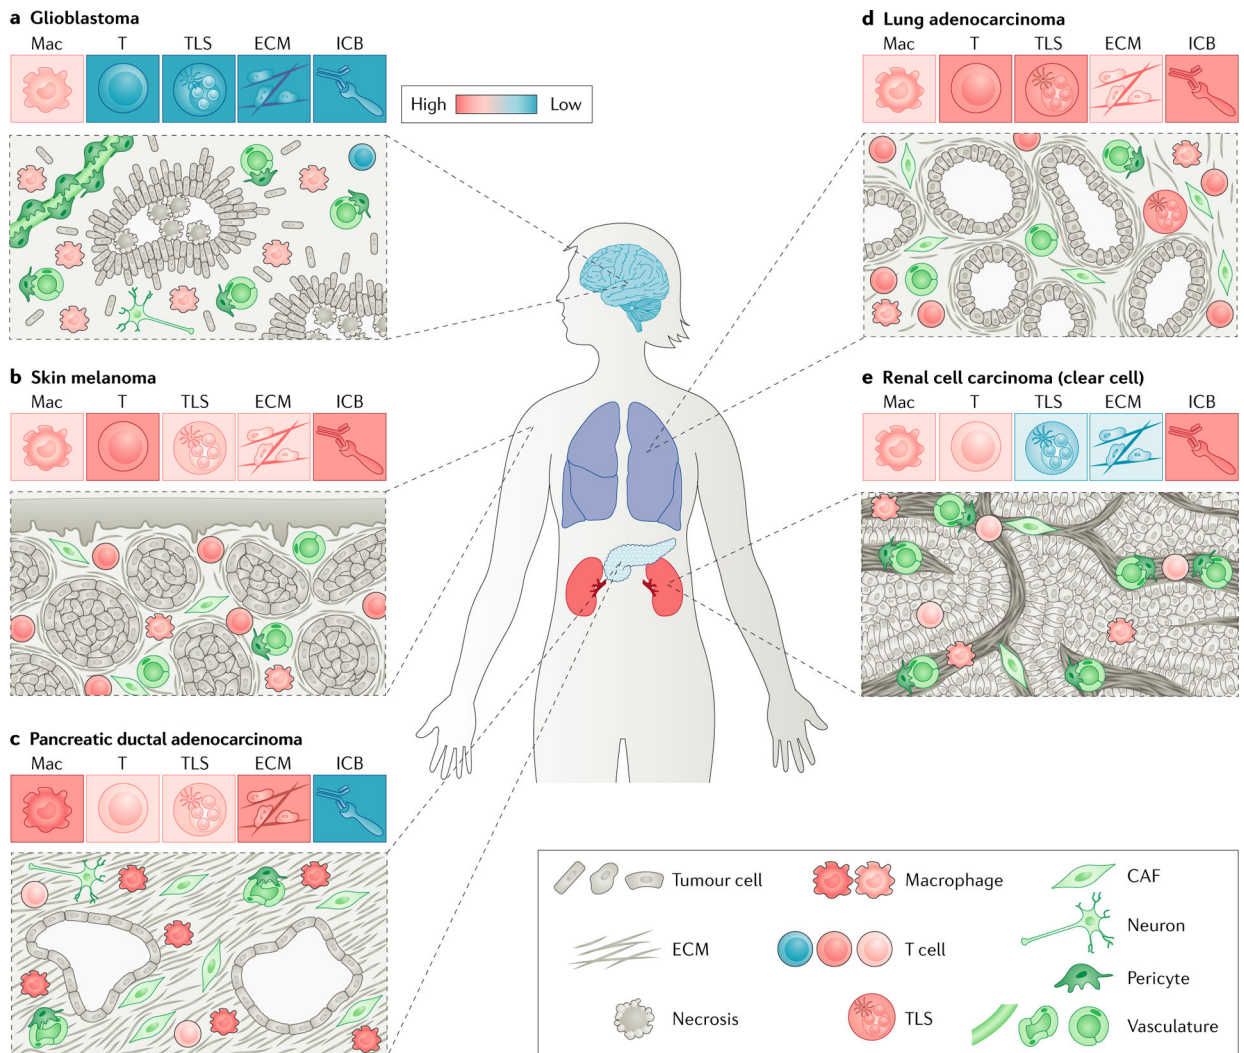 a Glioblastoma
Mac T TLS ECM ICB
High Low
b Skin melanoma
Mac T TLS ECM ICB
c Pancreatic ductal adenocarcinoma
Mac T TLS ECM ICB
d Lung adenocarcinoma
Mac T TLS ECM ICB
e Renal cell carcinoma (clear cell)
Mac T TLS ECM ICB
Tumour cell
ECM
Necrosis
Macrophage
T cell
TLS
CAF
Neuron
Pericyte
Vasculature